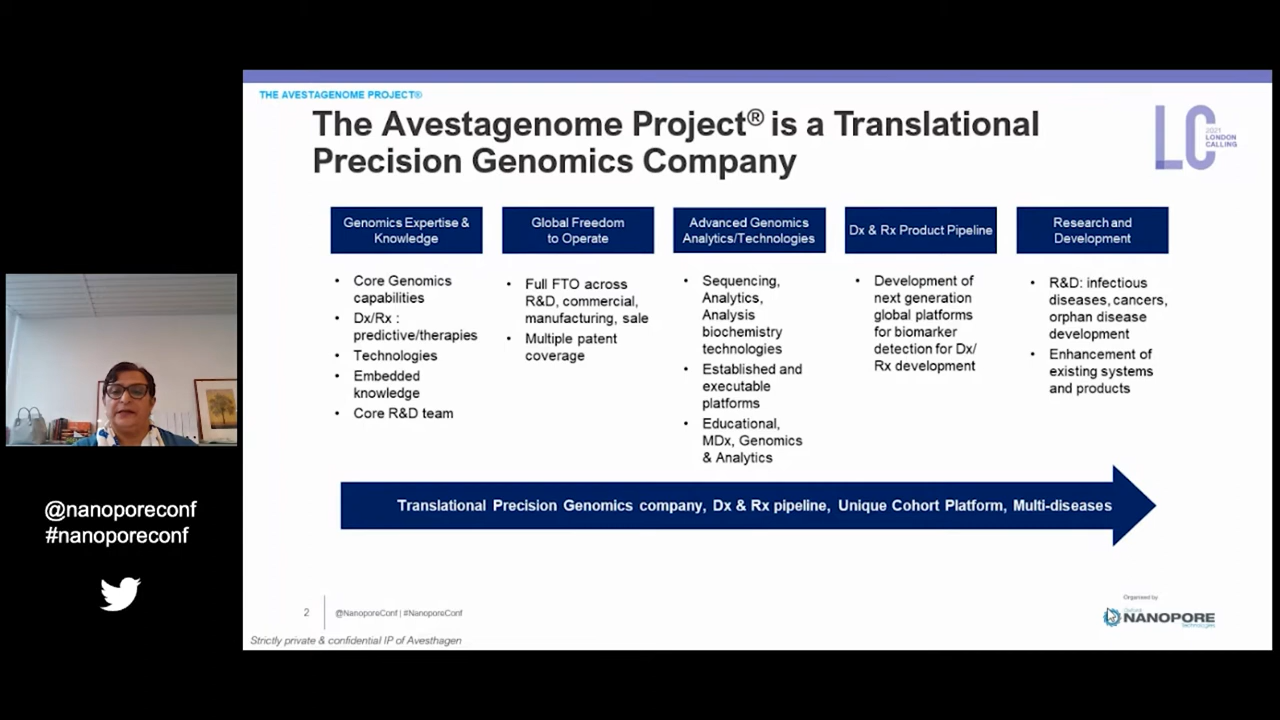 THE AVESTAGENOME PROJECT®
The Avestagenome Project® is a Translational
Precision Genomics Company
LC
2021
LONDON
CALLING
Genomics Expertise &
Knowledge
• Core Genomics
capabilities
• Dx/Rx :
predictive/therapies
• Technologies
• Embedded
knowledge
• Core R&D team
Global Freedom
to Operate
• Full FTO across
R&D, commercial,
manufacturing, sale
• Multiple patent
coverage
Advanced Genomics
Analytics/Technologies
• Sequencing,
Analytics,
Analysis
biochemistry
technologies
• Established and
executable
platforms
• Educational,
MDx, Genomics
& Analytics
Dx & Rx Product Pipeline
• Development of
next generation
global platforms
for biomarker
detection for Dx/
Rx development
Research and
Development
• R&D: infectious
diseases, cancers,
orphan disease
development
• Enhancement of
existing systems
and products
Translational Precision Genomics company, Dx & Rx pipeline, Unique Cohort Platform, Multi-diseases
@nanoporeconf
#nanoporeconf
2
@NanoporeConf | #NanoporeConf
Organised by
Oxford
NANOPORE
Technologies
Strictly private & confidential IP of Avesthagen